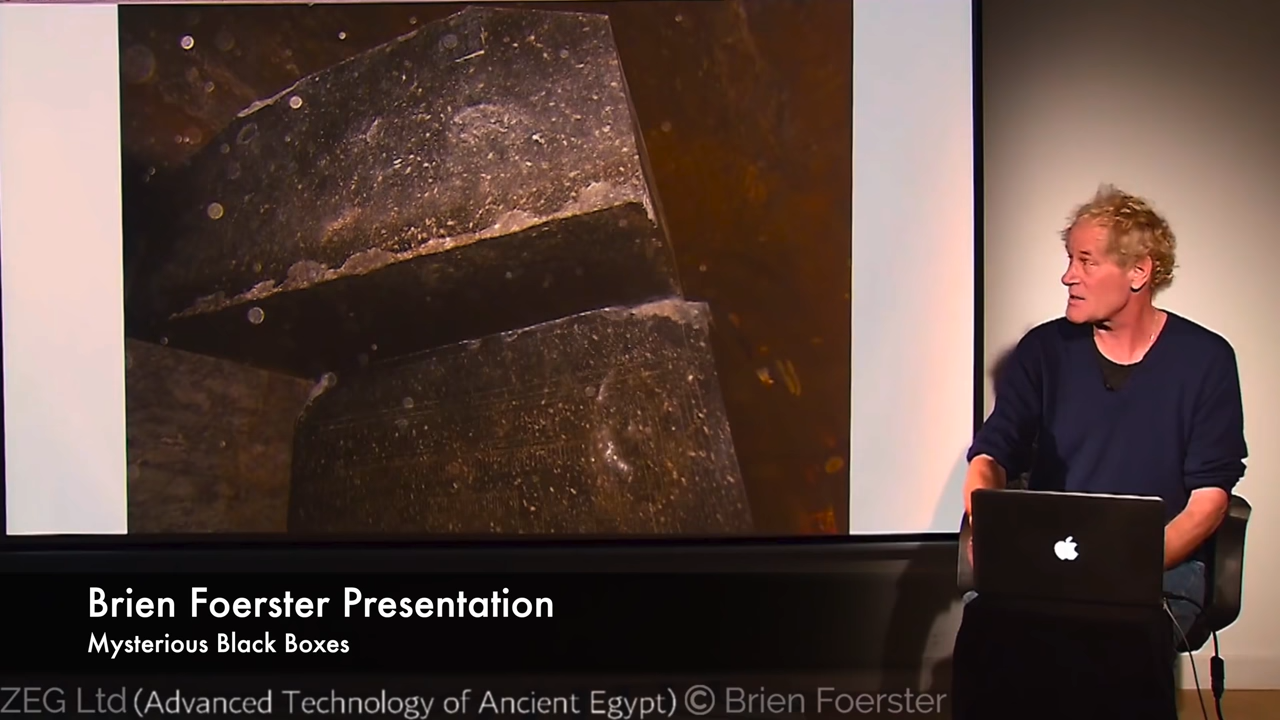 Brien Foerster Presentation
Mysterious Black Boxes
ZEG Ltd (Advanced Technology of Ancient Egypt) © Brien Foerster